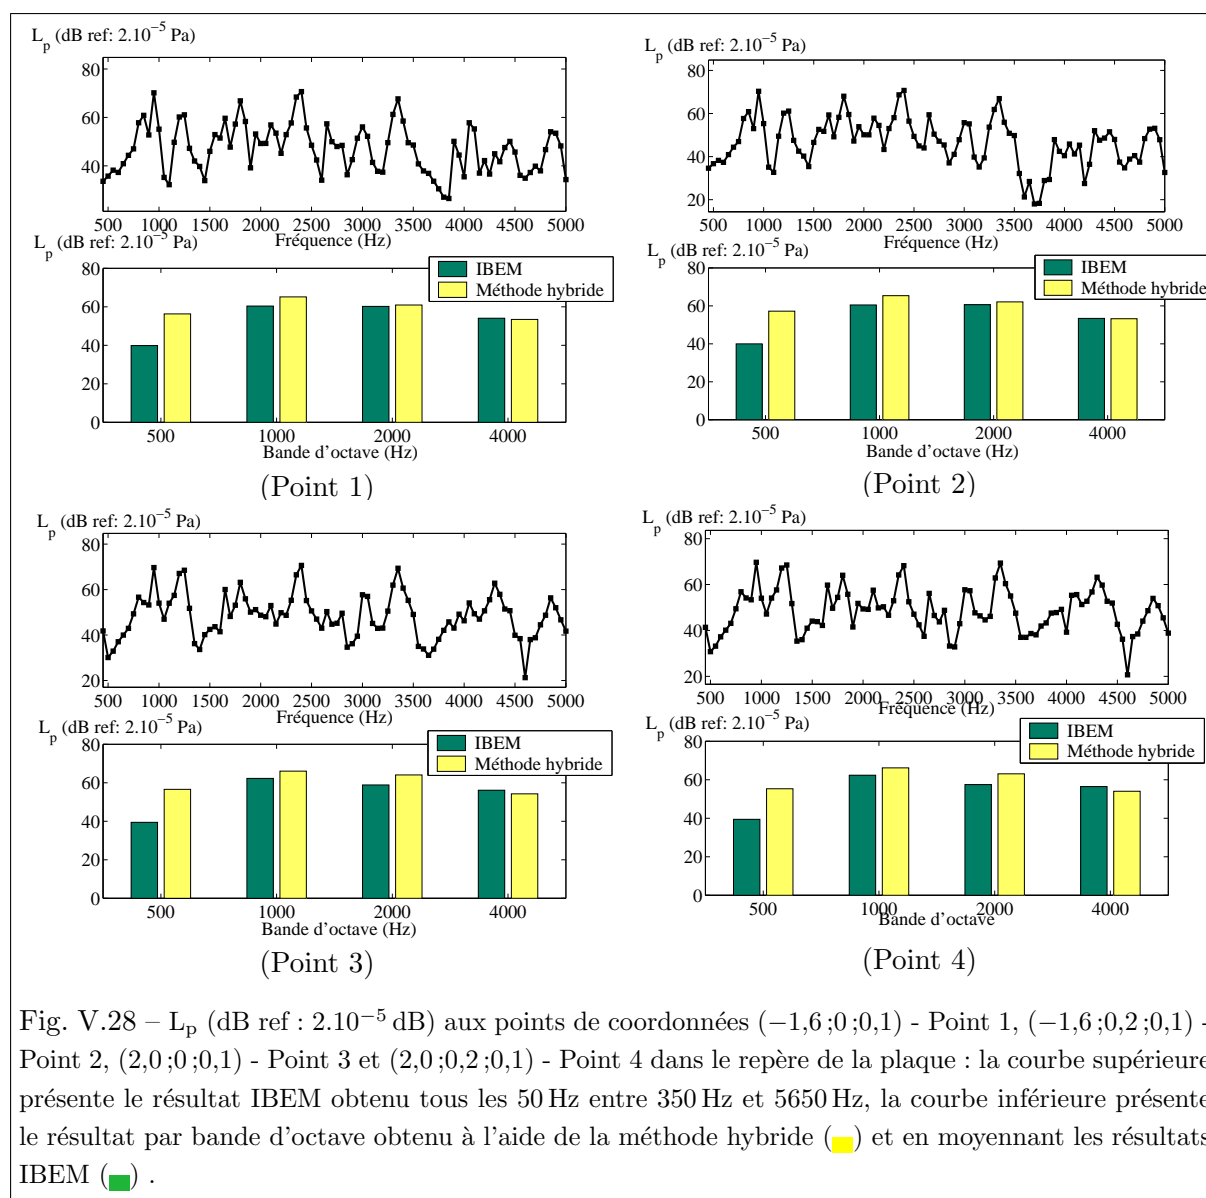 L_p (dB ref: 2.10^−5 Pa)
80
60
40
500 1000 1500 2000 2500 3000 3500 4000 4500 5000
Fréquence (Hz)
L_p (dB ref: 2.10^−5 Pa)
80
60
40
20
0
IBEM
Méthode hybride
500 1000 2000 4000
Bande d'octave (Hz)
(Point 1)
L_p (dB ref: 2.10^−5 Pa)
80
60
40
20
500 1000 1500 2000 2500 3000 3500 4000 4500 5000
Fréquence (Hz)
L_p (dB ref: 2.10^−5 Pa)
80
60
40
20
0
IBEM
Méthode hybride
500 1000 2000 4000
Bande d'octave (Hz)
(Point 2)
L_p (dB ref: 2.10^−5 Pa)
80
60
40
20
500 1000 1500 2000 2500 3000 3500 4000 4500 5000
Fréquence (Hz)
L_p (dB ref: 2.10^−5 Pa)
80
60
40
20
0
IBEM
Méthode hybride
500 1000 2000 4000
Bande d'octave (Hz)
(Point 3)
L_p (dB ref: 2.10^−5 Pa)
80
60
40
20
500 1000 1500 2000 2500 3000 3500 4000 4500 5000
Fréquence (Hz)
L_p (dB ref: 2.10^−5 Pa)
80
60
40
20
0
IBEM
Méthode hybride
500 1000 2000 4000
Bande d'octave
(Point 4)
Fig. V.28 – L_p (dB ref : 2.10^−5 dB) aux points de coordonnées (−1,6 ;0 ;0,1) - Point 1, (−1,6 ;0,2 ;0,1) -
Point 2, (2,0 ;0 ;0,1) - Point 3 et (2,0 ;0,2 ;0,1) - Point 4 dans le repère de la plaque : la courbe supérieure
présente le résultat IBEM obtenu tous les 50 Hz entre 350 Hz et 5650 Hz, la courbe inférieure présente
le résultat par bande d'octave obtenu à l'aide de la méthode hybride ( ) et en moyennant les résultats
IBEM ( ) .